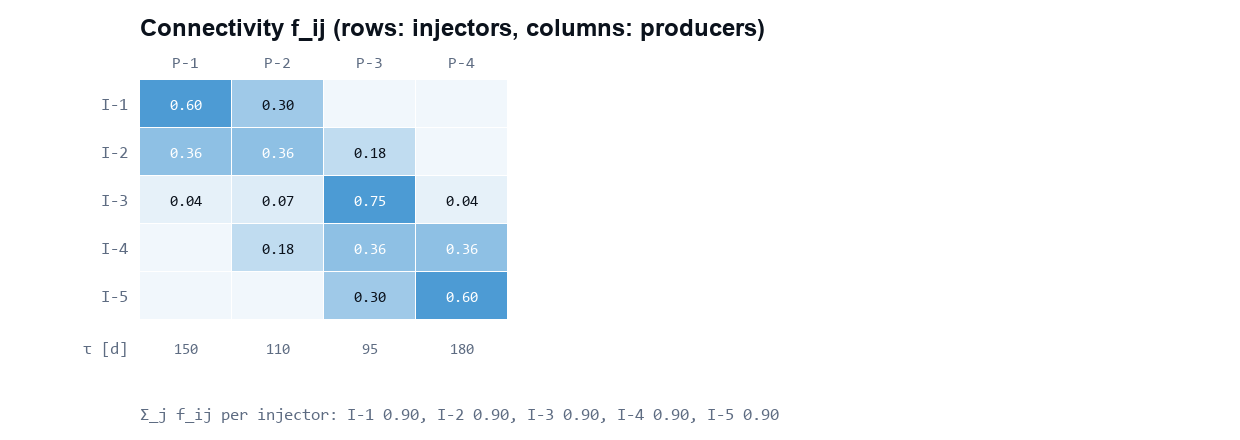 Connectivity f_ij (rows: injectors, columns: producers)
P-1 P-2 P-3 P-4
I-1 0.60 0.30
I-2 0.36 0.36 0.18
I-3 0.04 0.07 0.75 0.04
I-4 0.18 0.36 0.36
I-5 0.30 0.60
τ [d] 150 110 95 180
Σ_j f_ij per injector: I-1 0.90, I-2 0.90, I-3 0.90, I-4 0.90, I-5 0.90